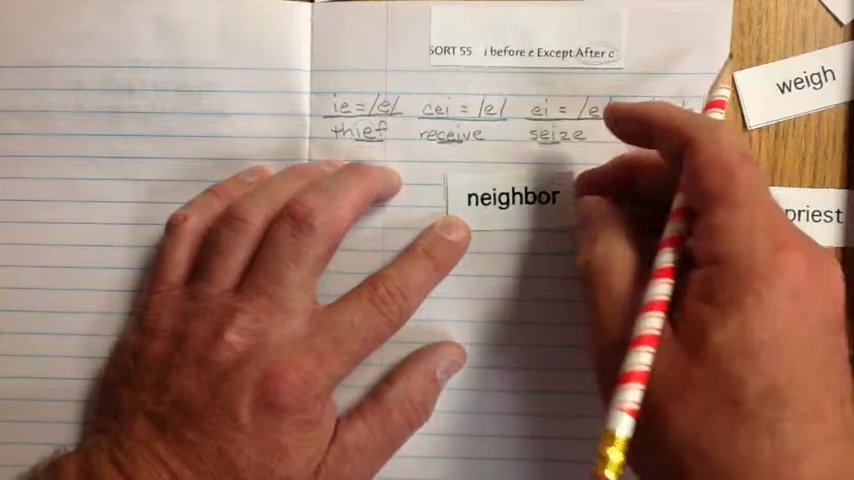 SORT 55 i before e Except After c
weigh
ie = /e/ cei = /e/ ei = /e/
thief receive seize
neighbor
priest